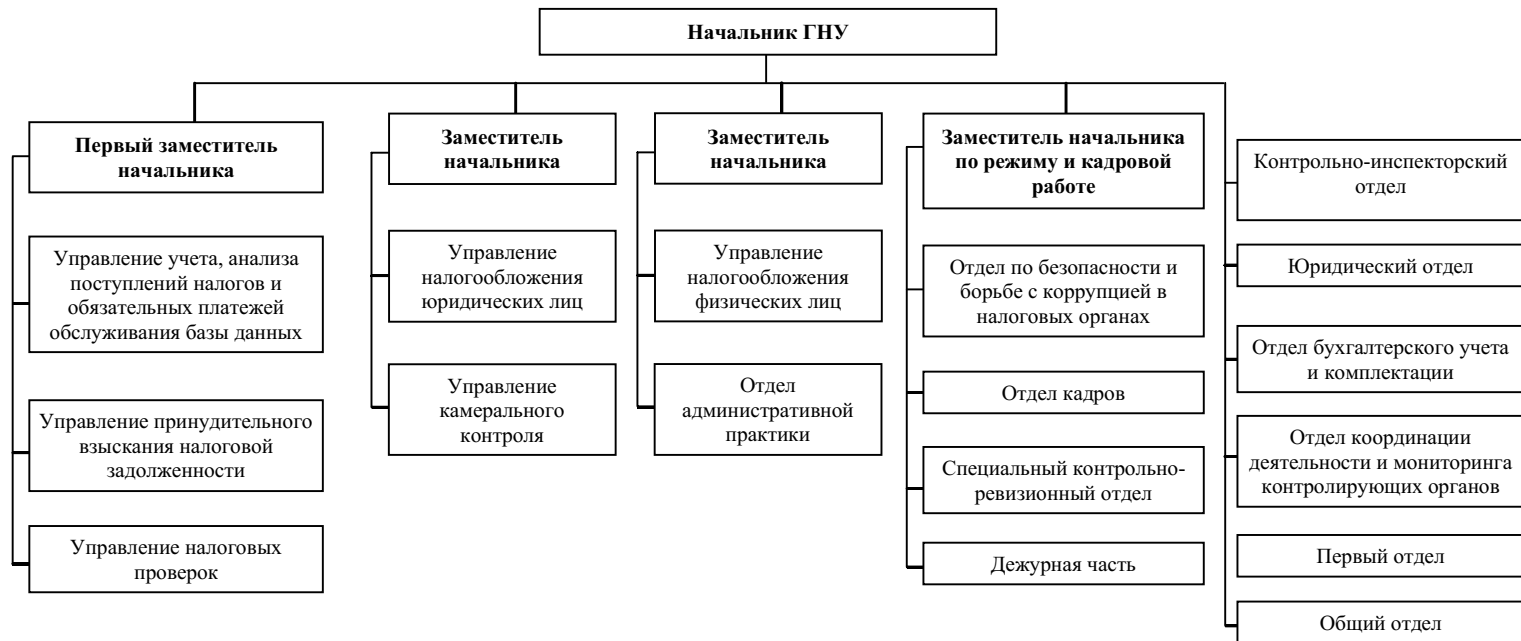 Начальник ГНУ
Первый заместитель
начальника
Управление учета, анализа
поступлений налогов и
обязательных платежей
обслуживания базы данных
Управление принудительного
взыскания налоговой
задолженности
Управление налоговых
проверок
Заместитель
начальника
Управление
налогообложения
юридических лиц
Управление
камерального
контроля
Заместитель
начальника
Управление
налогообложения
физических лиц
Отдел
административной
практики
Заместитель начальника
по режиму и кадровой
работе
Отдел по безопасности и
борьбе с коррупцией в
налоговых органах
Отдел кадров
Специальный контрольно-
ревизионный отдел
Дежурная часть
Контрольно-инспекторский
отдел
Юридический отдел
Отдел бухгалтерского учета
и комплектации
Отдел координации
деятельности и мониторинга
контролирующих органов
Первый отдел
Общий отдел